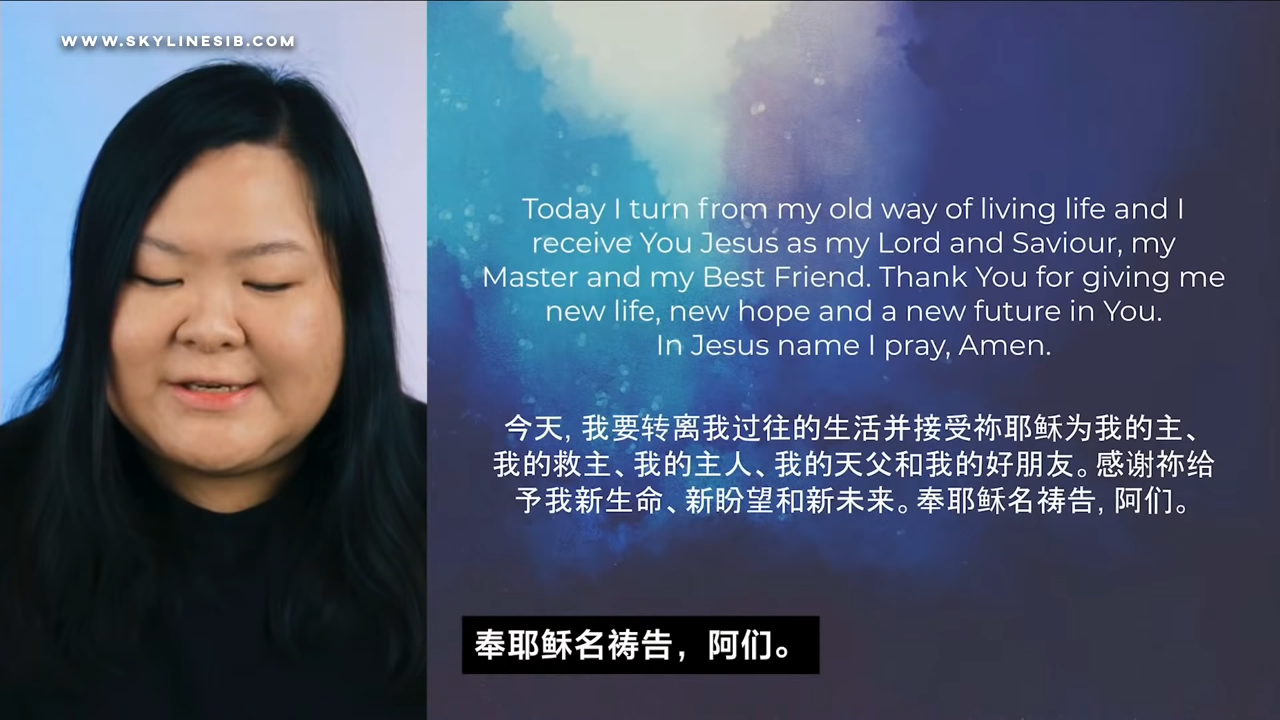 WWW.SKYLINESIB.COM
Today I turn from my old way of living life and I
receive You Jesus as my Lord and Saviour, my
Master and my Best Friend. Thank You for giving me
new life, new hope and a new future in You.
In Jesus name I pray, Amen.
今天, 我要转离我过往的生活并接受祢耶稣为我的主、
我的救主、我的主人、我的天父和我的好朋友。感谢祢给
予我新生命、新盼望和新未来。奉耶稣名祷告, 阿们。
奉耶稣名祷告，阿们。